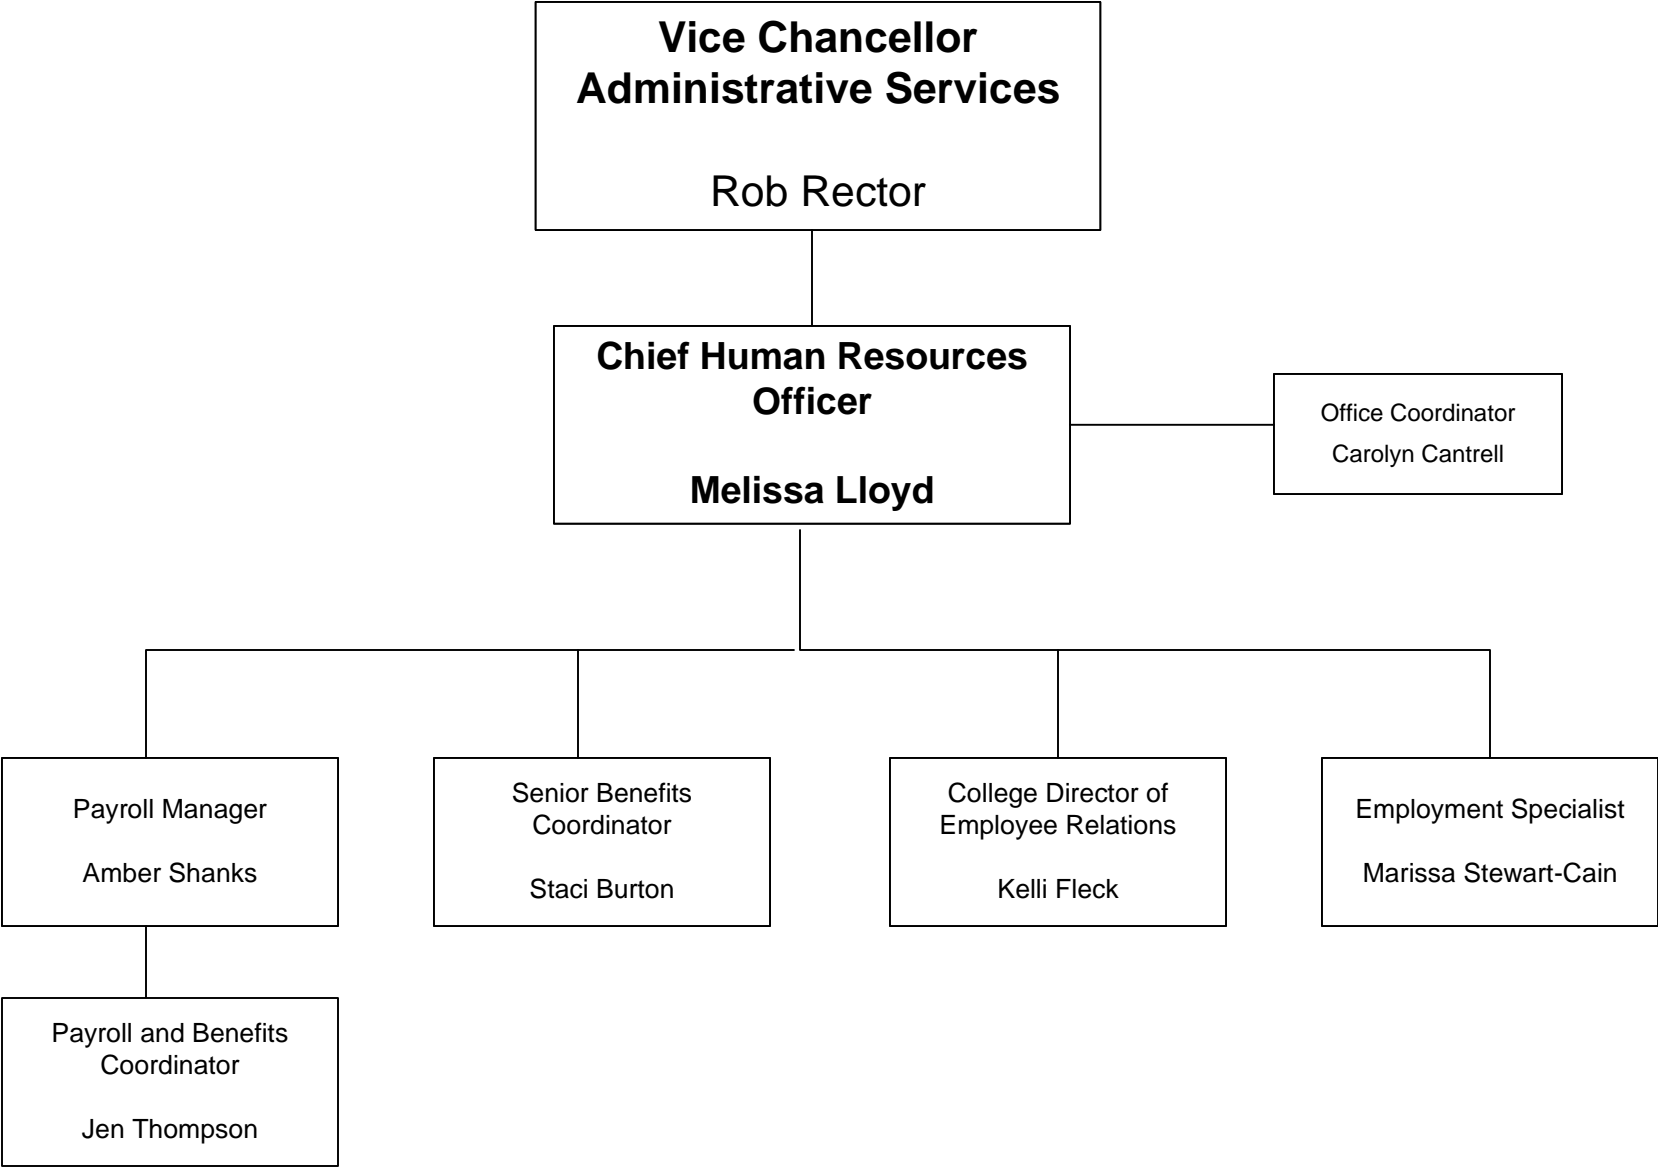 Vice Chancellor
Administrative Services
Rob Rector
Chief Human Resources
Officer
Melissa Lloyd
Office Coordinator
Carolyn Cantrell
Payroll Manager
Amber Shanks
Senior Benefits
Coordinator
Staci Burton
College Director of
Employee Relations
Kelli Fleck
Employment Specialist
Marissa Stewart-Cain
Payroll and Benefits
Coordinator
Jen Thompson